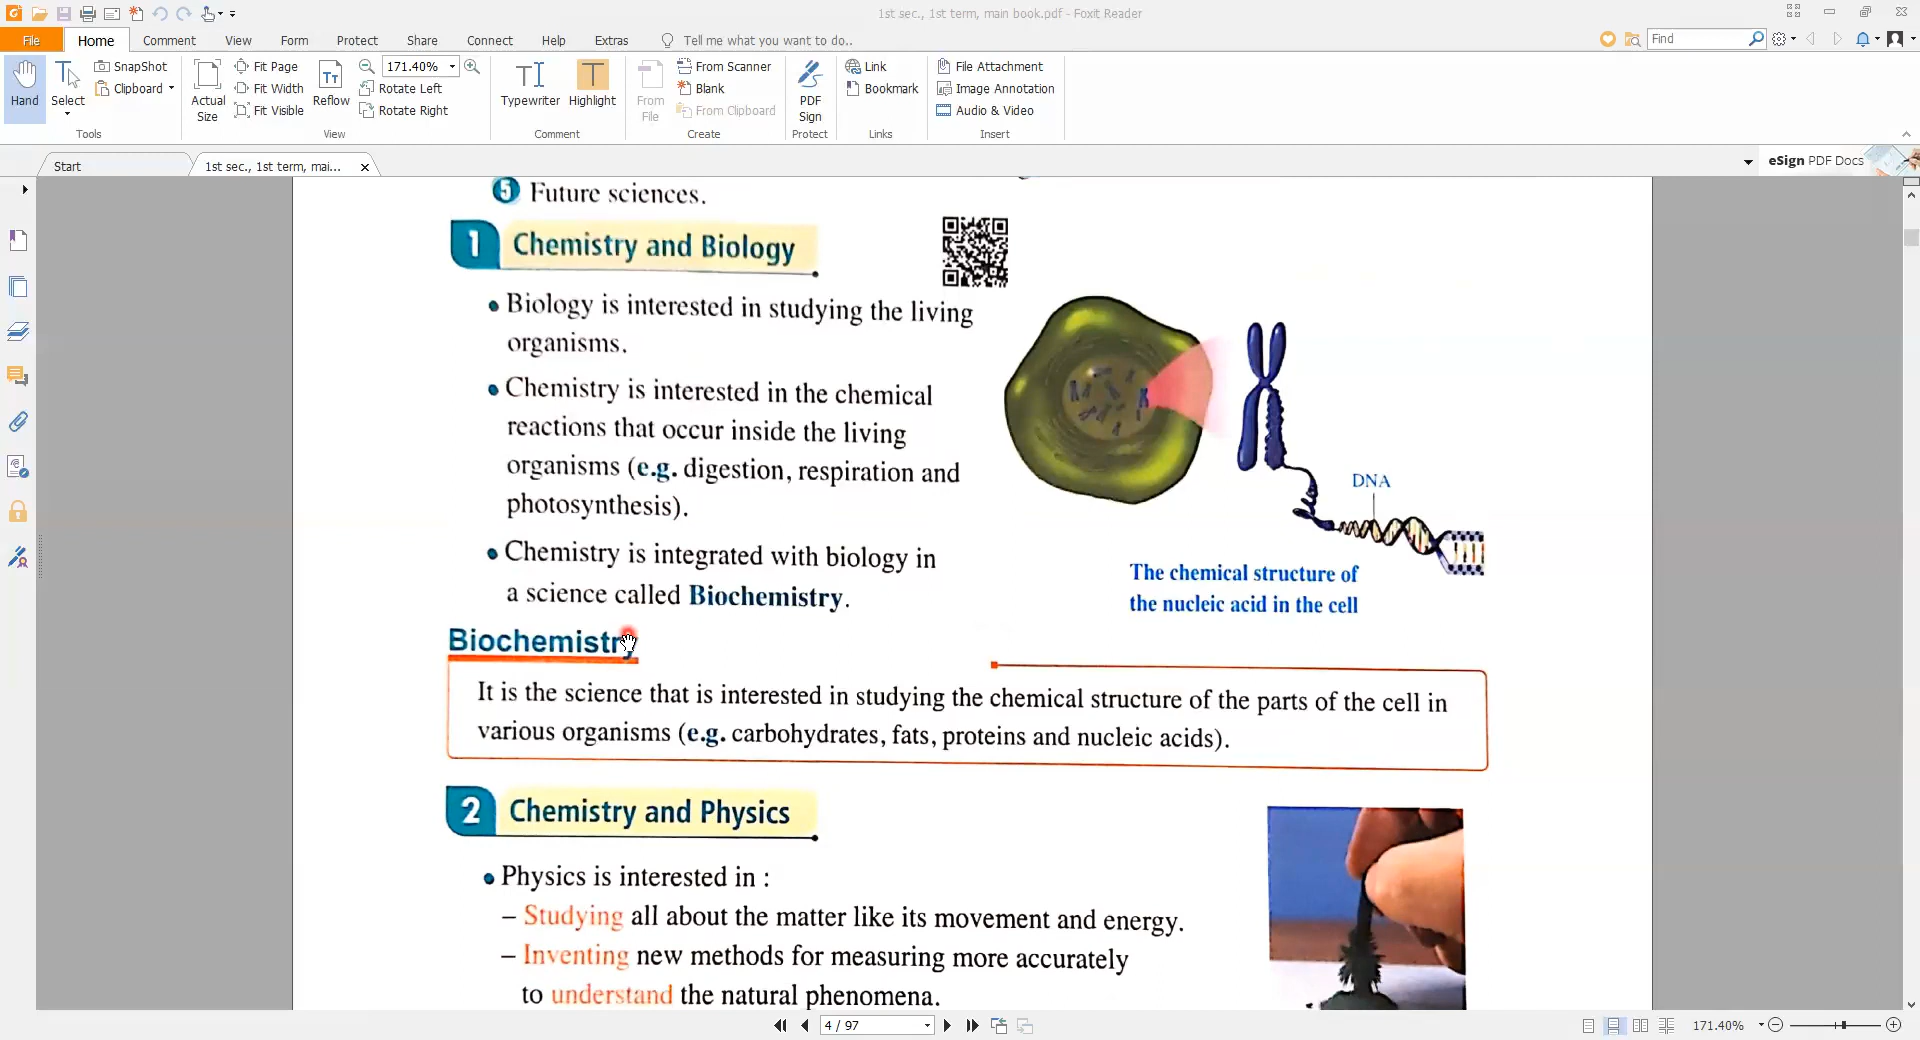 1st sec., 1st term, main book.pdf - Foxit Reader
File Home Comment View Form Protect Share Connect Help Extras Tell me what you want to do.. Find
Hand
Select
SnapShot
Clipboard
Tools
Actual Size
Fit Page
Fit Width
Fit Visible
Reflow
171.40%
Rotate Left
Rotate Right
View
Typewriter
Highlight
Comment
From File
From Scanner
Blank
From Clipboard
Create
PDF Sign
Protect
Link
Bookmark
Links
File Attachment
Image Annotation
Audio & Video
Insert
Start
1st sec., 1st term, mai...
eSign PDF Docs
5 Future sciences.
1 Chemistry and Biology
• Biology is interested in studying the living
organisms.
• Chemistry is interested in the chemical
reactions that occur inside the living
organisms (e.g. digestion, respiration and
photosynthesis).
• Chemistry is integrated with biology in
a science called Biochemistry.
DNA
The chemical structure of
the nucleic acid in the cell
Biochemistry
It is the science that is interested in studying the chemical structure of the parts of the cell in
various organisms (e.g. carbohydrates, fats, proteins and nucleic acids).
2 Chemistry and Physics
• Physics is interested in :
– Studying all about the matter like its movement and energy.
– Inventing new methods for measuring more accurately
to understand the natural phenomena.
4 / 97
171.40%